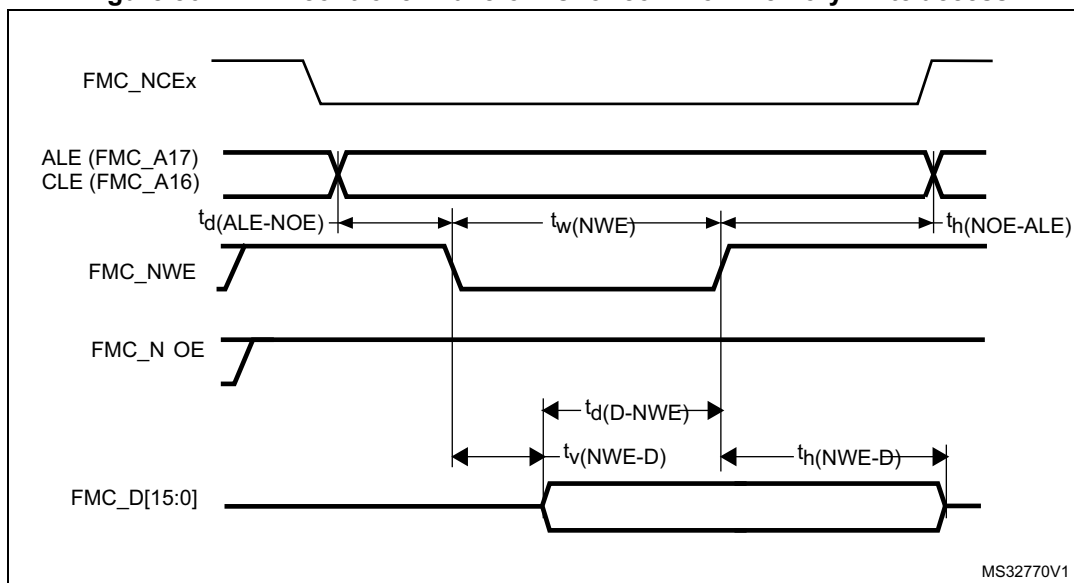 FMC_NCEx
ALE (FMC_A17)
CLE (FMC_A16)
td(ALE-NOE)
tw(NWE)
th(NOE-ALE)
FMC_NWE
FMC_N OE
td(D-NWE)
tv(NWE-D)
th(NWE-D)
FMC_D[15:0]
MS32770V1